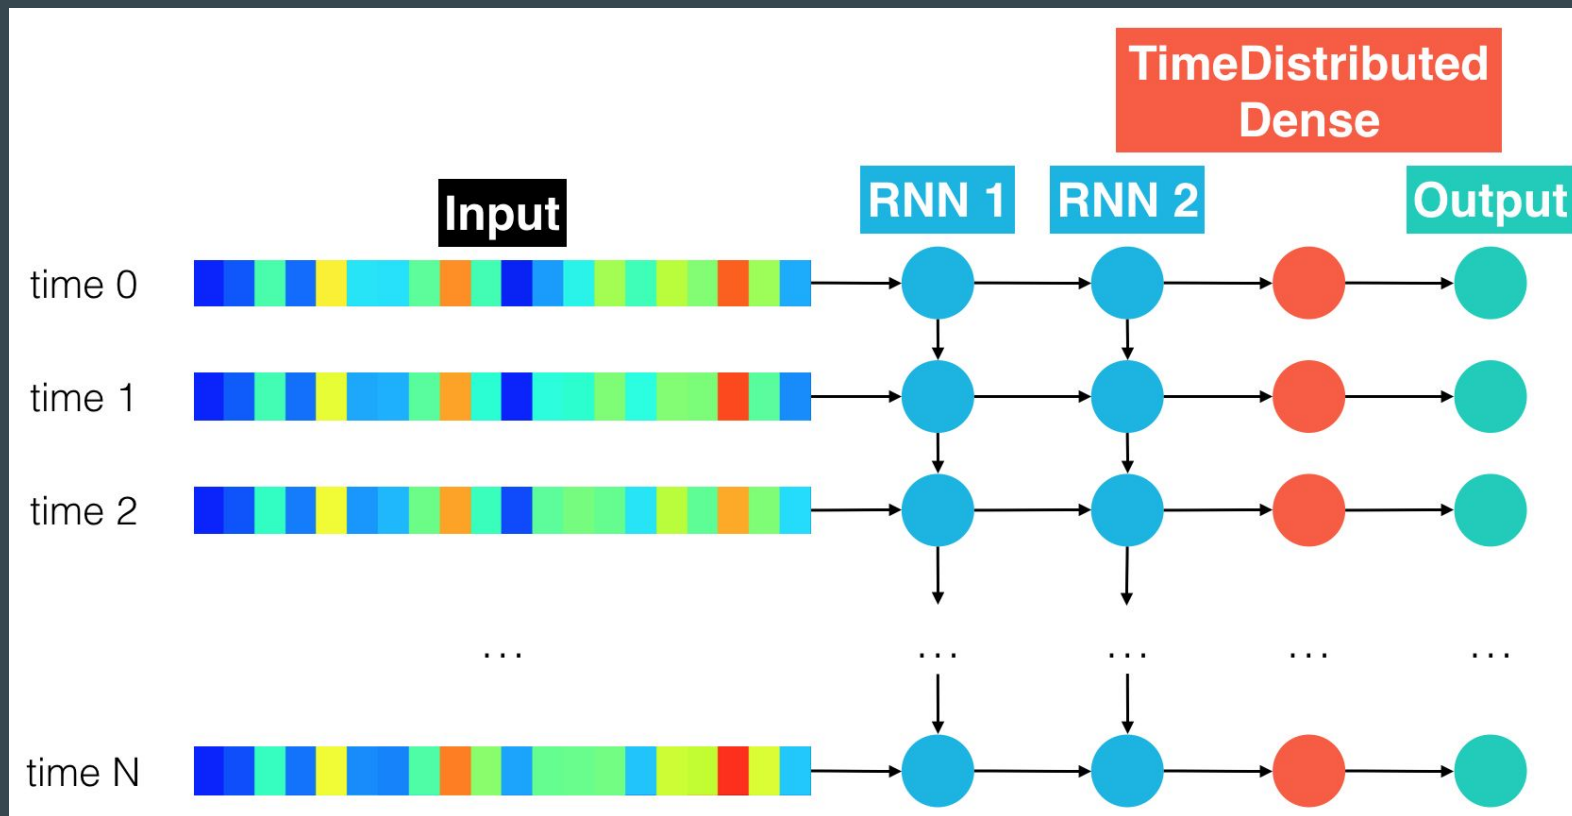 TimeDistributed
Dense
Input
RNN 1
RNN 2
Output
time 0
time 1
time 2
... ... ... ... ...
time N